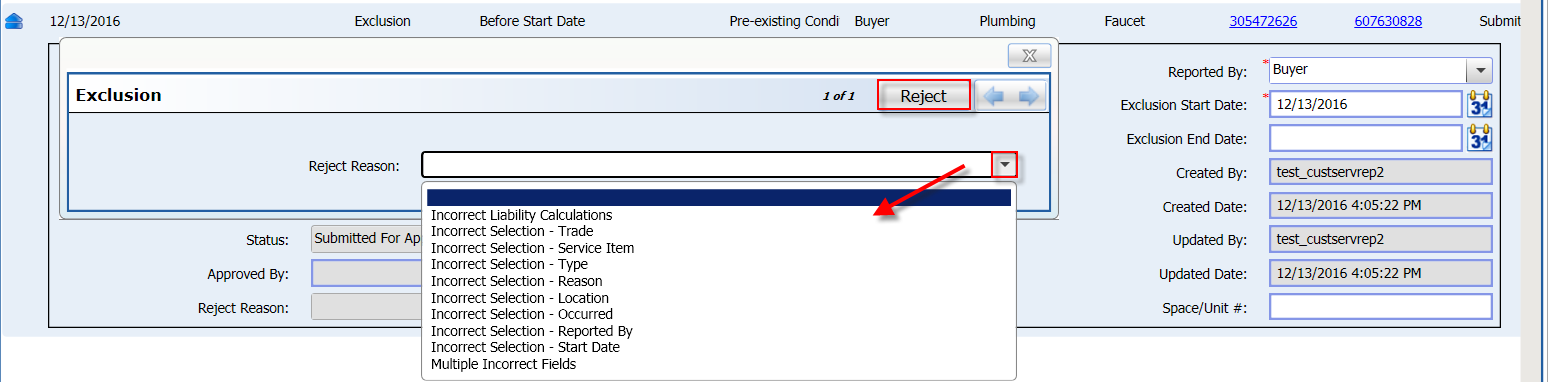 12/13/2016 Exclusion Before Start Date Pre-existing Condi Buyer Plumbing Faucet 305472626 607630828 Submit
X
Exclusion 1 of 1 Reject
Reject Reason:
Incorrect Liability Calculations
Incorrect Selection - Trade
Incorrect Selection - Service Item
Incorrect Selection - Type
Incorrect Selection - Reason
Incorrect Selection - Location
Incorrect Selection - Occurred
Incorrect Selection - Reported By
Incorrect Selection - Start Date
Multiple Incorrect Fields
Status: Submitted For Ap
Approved By:
Reject Reason:
Reported By: * Buyer
Exclusion Start Date: * 12/13/2016 31
Exclusion End Date: 31
Created By: test_custservrep2
Created Date: 12/13/2016 4:05:22 PM
Updated By: test_custservrep2
Updated Date: 12/13/2016 4:05:22 PM
Space/Unit #: